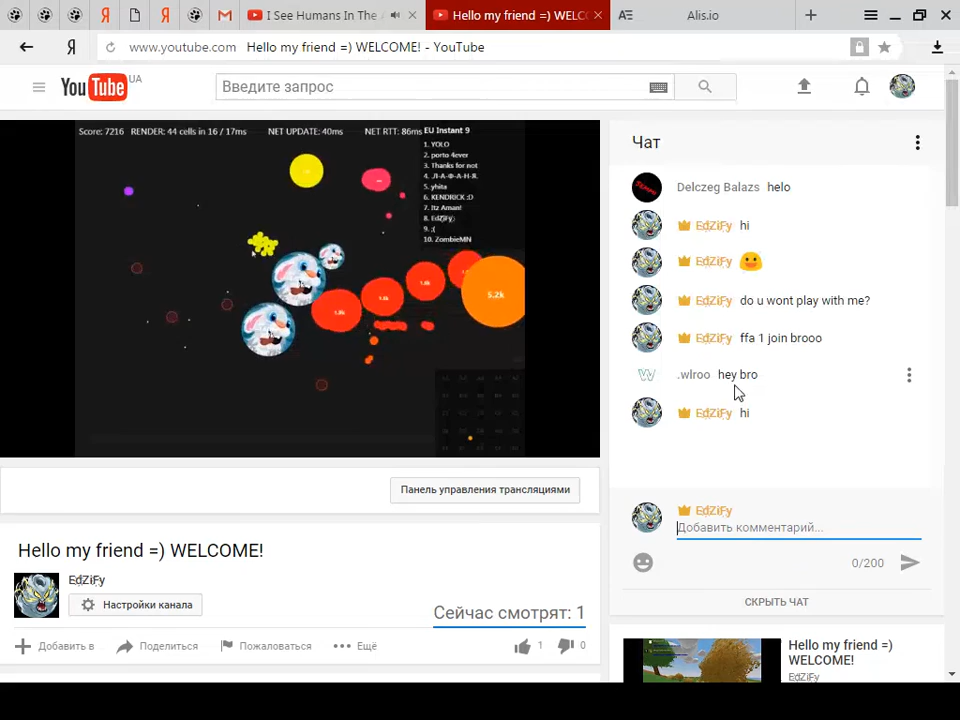 I See Humans In The A
Hello my friend =) WELC
Alis.io
www.youtube.com Hello my friend =) WELCOME! - YouTube
YouTube UA
Введите запрос
Score: 7216 RENDER: 44 cells in 16 / 17ms NET UPDATE: 40ms NET RTT: 86ms EU Instant 9
1. YOLO
2. porto 4ever
3. Thanks for not
4. .Л-А-Ф-А-Н-Я.
5. yhita
6. KENDRICK :D
7. Itz Aman!
8. EdZiFy
9. ;(
10. ZombieMN
1.8k
5.2k
Чат
Delczeg Balazs helo
EdZiFy hi
EdZiFy
EdZiFy do u wont play with me?
EdZiFy ffa 1 join brooo
.wlroo hey bro
EdZiFy hi
EdZiFy
Добавить комментарий...
0/200
СКРЫТЬ ЧАТ
Панель управления трансляциями
Hello my friend =) WELCOME!
EdZiFy
Настройки канала
Сейчас смотрят: 1
Добавить в Поделиться Пожаловаться Ещё 1 0
Hello my friend =)
WELCOME!
EdZiFy